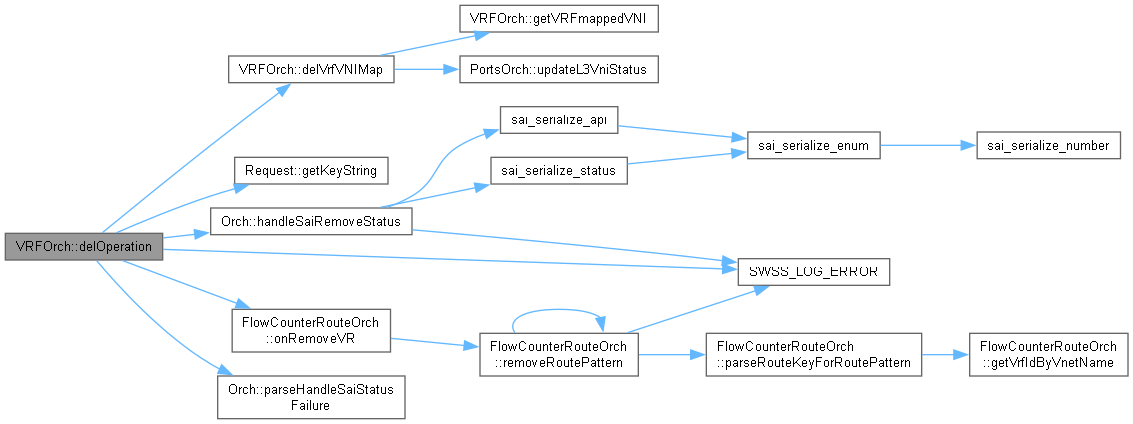 VRFOrch::getVRFmappedVNI
VRFOrch::delVrfVNIMap
PortsOrch::updateL3VniStatus
sai_serialize_api
sai_serialize_enum
sai_serialize_number
Request::getKeyString
sai_serialize_status
Orch::handleSaiRemoveStatus
VRFOrch::delOperation
SWSS_LOG_ERROR
FlowCounterRouteOrch
::onRemoveVR
FlowCounterRouteOrch
::removeRoutePattern
FlowCounterRouteOrch
::parseRouteKeyForRoutePattern
FlowCounterRouteOrch
::getVrfIdByVnetName
Orch::parseHandleSaiStatus
Failure